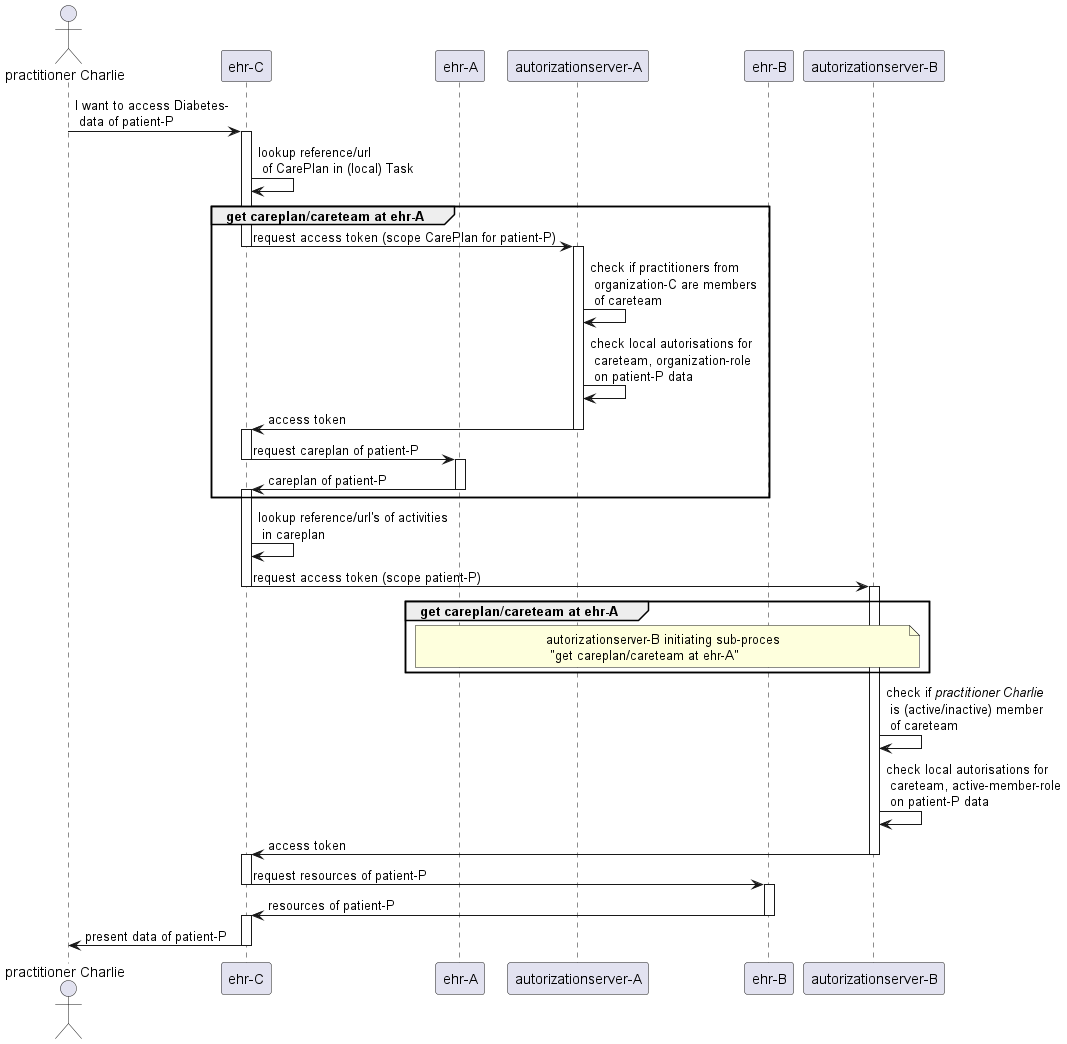 practitioner Charlie
ehr-C
ehr-A
autorizationserver-A
ehr-B
autorizationserver-B
I want to access Diabetes-
data of patient-P
lookup reference/url
of CarePlan in (local) Task
get careplan/careteam at ehr-A
request access token (scope CarePlan for patient-P)
check if practitioners from
organization-C are members
of careteam
check local autorisations for
careteam, organization-role
on patient-P data
access token
request careplan of patient-P
careplan of patient-P
lookup reference/url's of activities
in careplan
request access token (scope patient-P)
get careplan/careteam at ehr-A
autorizationserver-B initiating sub-proces
"get careplan/careteam at ehr-A"
check if practitioner Charlie
is (active/inactive) member
of careteam
check local autorisations for
careteam, active-member-role
on patient-P data
access token
request resources of patient-P
resources of patient-P
present data of patient-P
practitioner Charlie
ehr-C
ehr-A
autorizationserver-A
ehr-B
autorizationserver-B